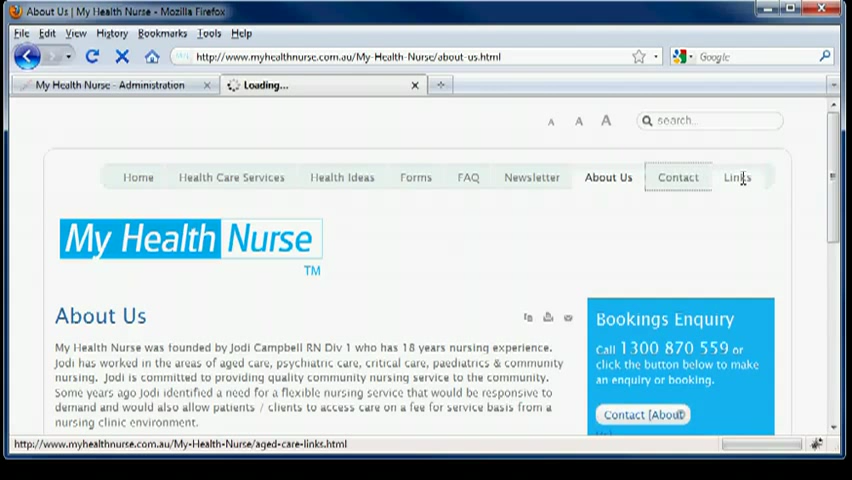 About Us | My Health Nurse - Mozilla Firefox
File Edit View History Bookmarks Tools Help
http://www.myhealthnurse.com.au/My-Health-Nurse/about-us.html
Google
My Health Nurse - Administration
Loading...
A A A search...
Home Health Care Services Health Ideas Forms FAQ Newsletter About Us Contact Links
My Health Nurse
TM
About Us
My Health Nurse was founded by Jodi Campbell RN Div 1 who has 18 years nursing experience.
Jodi has worked in the areas of aged care, psychiatric care, critical care, paediatrics & community
nursing. Jodi is committed to providing quality community nursing service to the community.
Some years ago Jodi identified a need for a flexible nursing service that would be responsive to
demand and would also allow patients / clients to access care on a fee for service basis from a
nursing clinic environment.
Bookings Enquiry
Call 1300 870 559 or
click the button below to make
an enquiry or booking.
Contact [About
http://www.myhealthnurse.com.au/My-Health-Nurse/aged-care-links.html